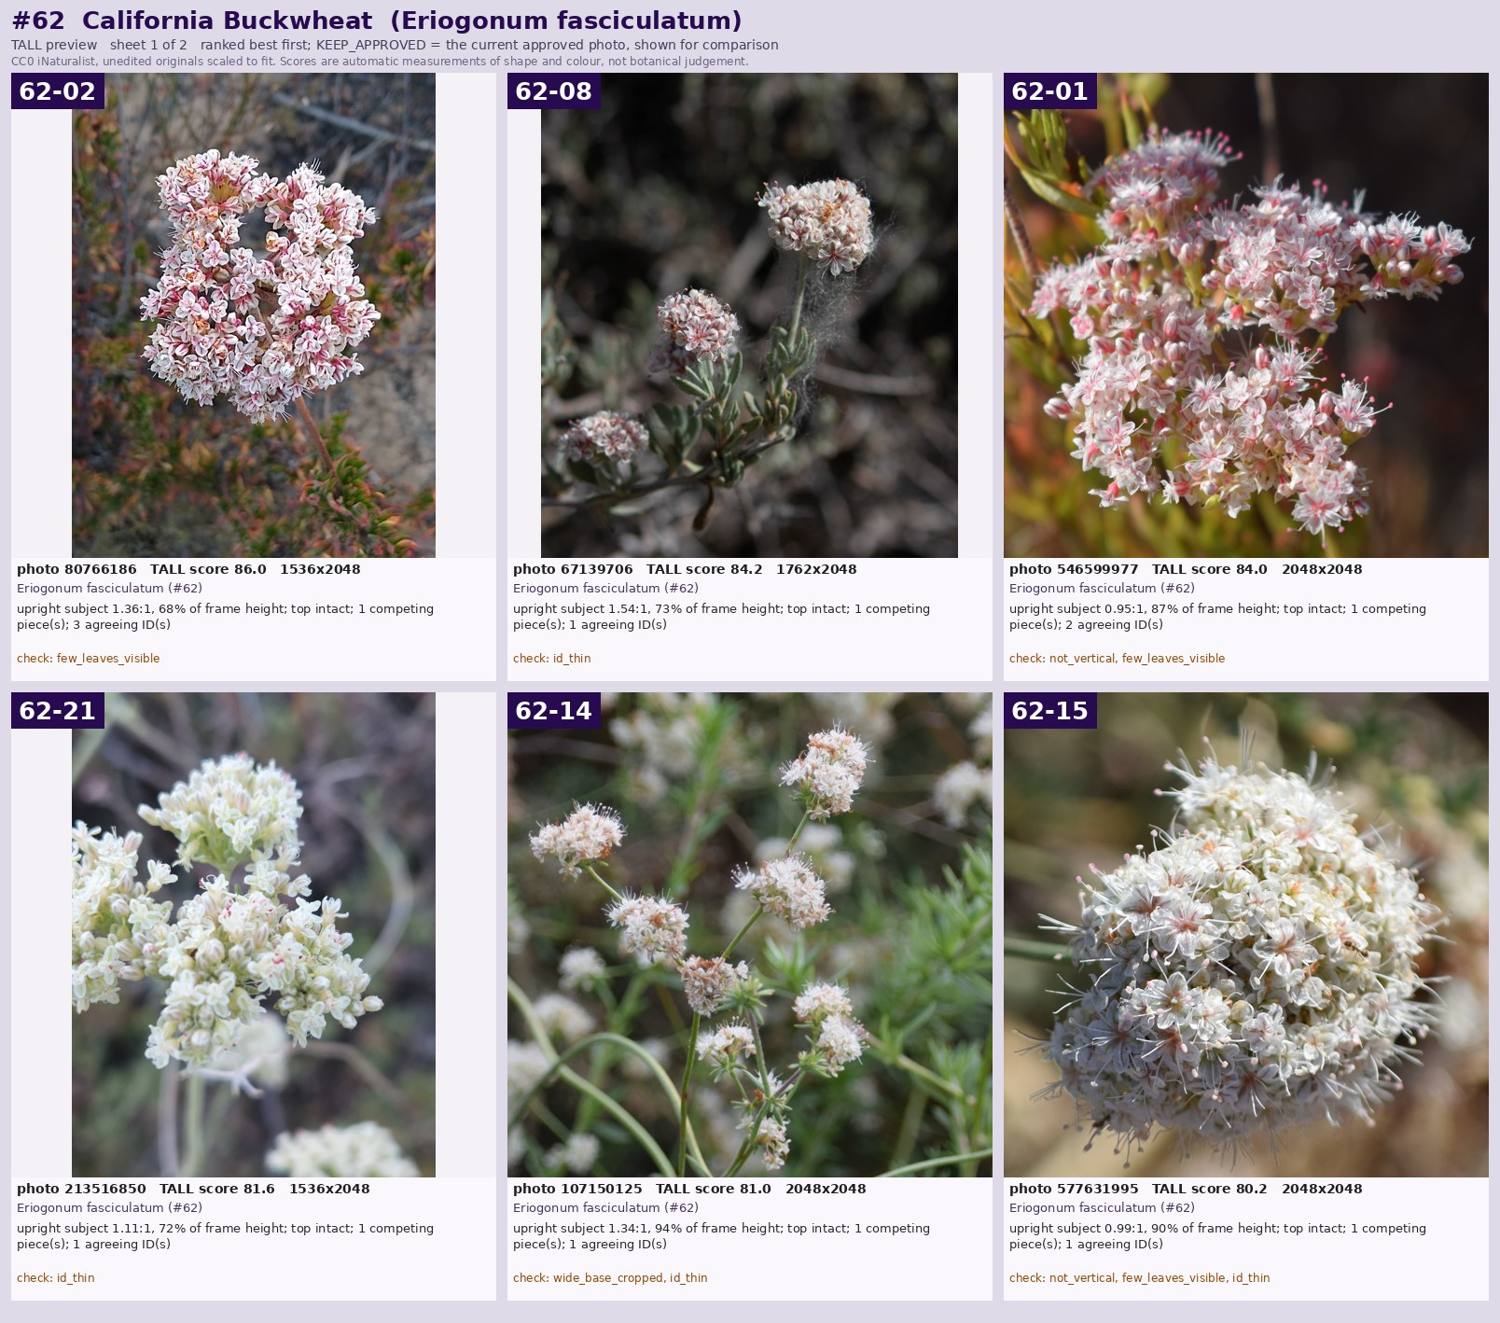 #62 California Buckwheat (Eriogonum fasciculatum)
TALL preview sheet 1 of 2 ranked best first; KEEP_APPROVED = the current approved photo, shown for comparison
CC0 iNaturalist, unedited originals scaled to fit. Scores are automatic measurements of shape and colour, not botanical judgement.
62-02
photo 80766186 TALL score 86.0 1536x2048
Eriogonum fasciculatum (#62)
upright subject 1.36:1, 68% of frame height; top intact; 1 competing
piece(s); 3 agreeing ID(s)
check: few_leaves_visible
62-08
photo 67139706 TALL score 84.2 1762x2048
Eriogonum fasciculatum (#62)
upright subject 1.54:1, 73% of frame height; top intact; 1 competing
piece(s); 1 agreeing ID(s)
check: id_thin
62-01
photo 546599977 TALL score 84.0 2048x2048
Eriogonum fasciculatum (#62)
upright subject 0.95:1, 87% of frame height; top intact; 1 competing
piece(s); 2 agreeing ID(s)
check: not_vertical, few_leaves_visible
62-21
photo 213516850 TALL score 81.6 1536x2048
Eriogonum fasciculatum (#62)
upright subject 1.11:1, 72% of frame height; top intact; 1 competing
piece(s); 1 agreeing ID(s)
check: id_thin
62-14
photo 107150125 TALL score 81.0 2048x2048
Eriogonum fasciculatum (#62)
upright subject 1.34:1, 94% of frame height; top intact; 1 competing
piece(s); 1 agreeing ID(s)
check: wide_base_cropped, id_thin
62-15
photo 577631995 TALL score 80.2 2048x2048
Eriogonum fasciculatum (#62)
upright subject 0.99:1, 90% of frame height; top intact; 1 competing
piece(s); 1 agreeing ID(s)
check: not_vertical, few_leaves_visible, id_thin